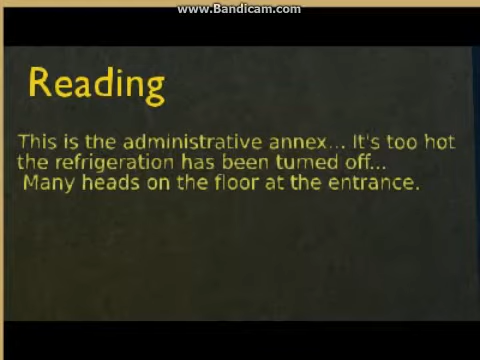 www.Bandicam.com
Reading
This is the administrative annex... It's too hot
the refrigeration has been turned off...
Many heads on the floor at the entrance.